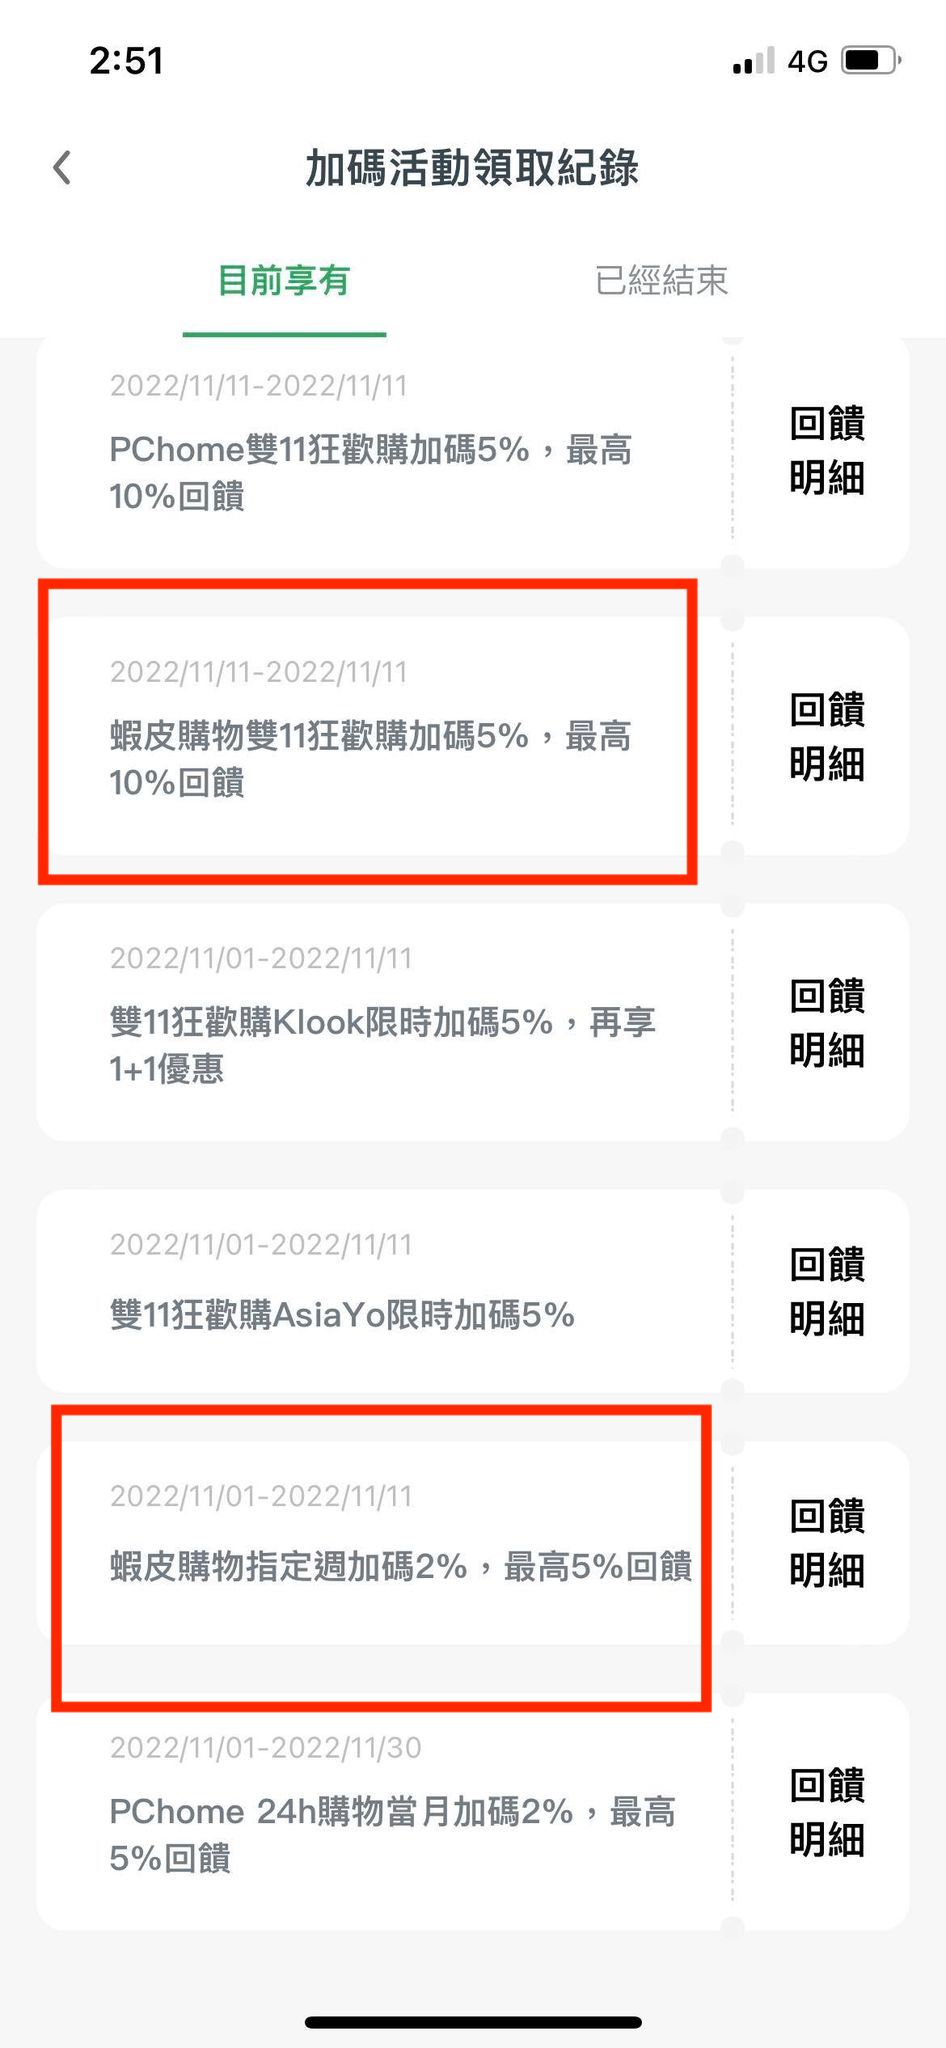 2:51
4G
加碼活動領取紀錄
目前享有
已經結束
2022/11/11-2022/11/11
PChome雙11狂歡購加碼5%，最高
10%回饋
回饋
明細
2022/11/11-2022/11/11
蝦皮購物雙11狂歡購加碼5%，最高
10%回饋
回饋
明細
2022/11/01-2022/11/11
雙11狂歡購Klook限時加碼5%，再享
1+1優惠
回饋
明細
2022/11/01-2022/11/11
雙11狂歡購AsiaYo限時加碼5%
回饋
明細
2022/11/01-2022/11/11
蝦皮購物指定週加碼2%，最高5%回饋
回饋
明細
2022/11/01-2022/11/30
PChome 24h購物當月加碼2%，最高
5%回饋
回饋
明細